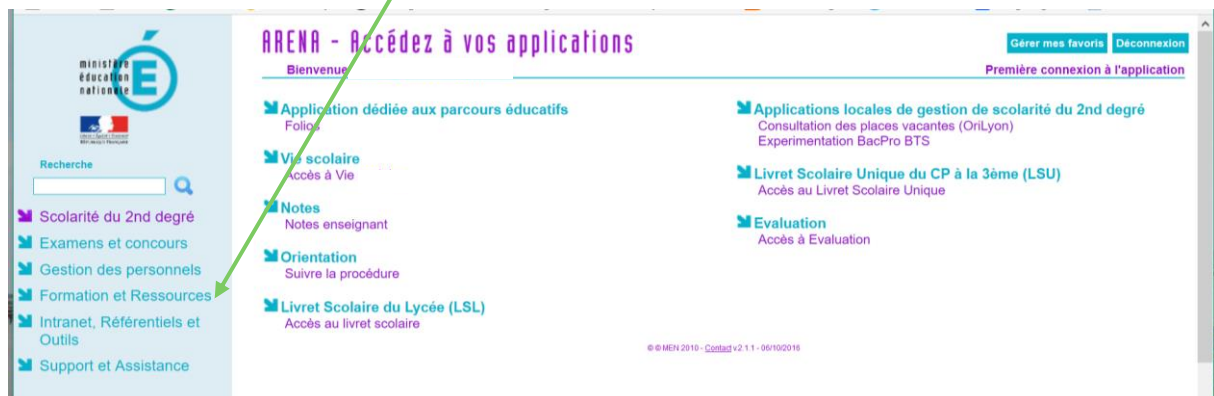 ministère
éducation
nationale
Recherche
Scolarité du 2nd degré
Examens et concours
Gestion des personnels
Formation et Ressources
Intranet, Référentiels et
Outils
Support et Assistance
ARENA - Accédez à vos applications
Gérer mes favoris Déconnexion
Bienvenue
Première connexion à l'application
Application dédiée aux parcours éducatifs
Folios
Vie scolaire
Accès à Vie
Notes
Notes enseignant
Orientation
Suivre la procédure
Livret Scolaire du Lycée (LSL)
Accès au livret scolaire
Applications locales de gestion de scolarité du 2nd degré
Consultation des places vacantes (OriLyon)
Experimentation BacPro BTS
Livret Scolaire Unique du CP à la 3ème (LSU)
Accès au Livret Scolaire Unique
Evaluation
Accès à Evaluation
© © MEN 2010 - Contact v2.1.1 - 06/10/2016